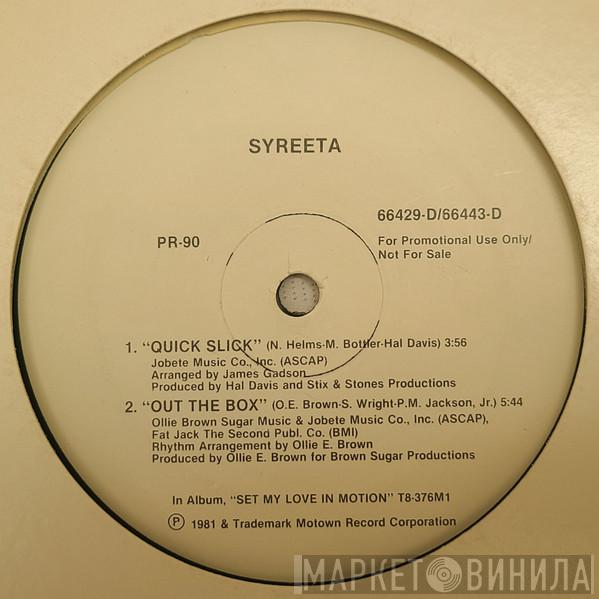 SYREETA
66429-D/66443-D
PR-90
For Promotional Use Only/
Not For Sale
1. "QUICK SLICK" (N. Helms-M. Bottler-Hal Davis) 3:56
Jobete Music Co., Inc. (ASCAP)
Arranged by James Gadson
Produced by Hal Davis and Stix & Stones Productions
2. "OUT THE BOX" (O.E. Brown-S. Wright-P.M. Jackson, Jr.) 5:44
Ollie Brown Sugar Music & Jobete Music Co., Inc. (ASCAP),
Fat Jack The Second Publ. Co. (BMI)
Rhythm Arrangement by Ollie E. Brown
Produced by Ollie E. Brown for Brown Sugar Productions
In Album, "SET MY LOVE IN MOTION" T8-376M1
Ⓟ 1981 & Trademark Motown Record Corporation
МАРКЕТ ВИНИЛА